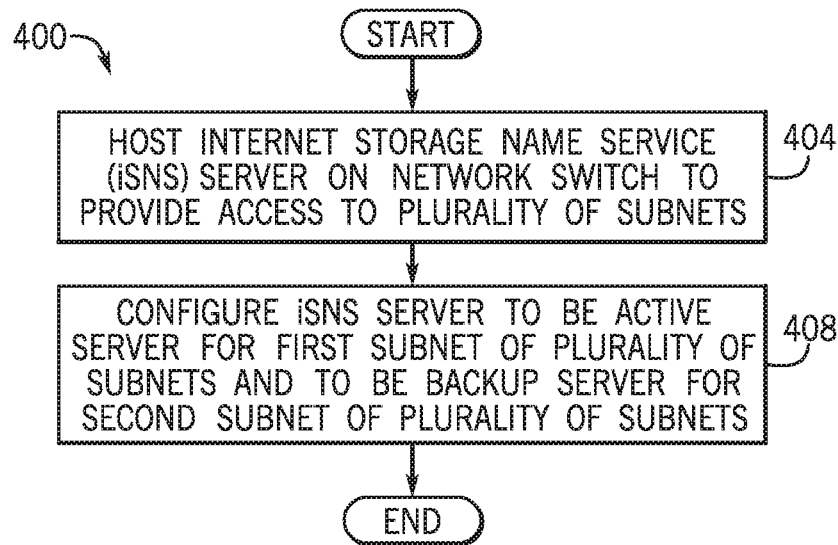 400
START
HOST INTERNET STORAGE NAME SERVICE
(iSNS) SERVER ON NETWORK SWITCH TO
PROVIDE ACCESS TO PLURALITY OF SUBNETS
404
CONFIGURE iSNS SERVER TO BE ACTIVE
SERVER FOR FIRST SUBNET OF PLURALITY OF
SUBNETS AND TO BE BACKUP SERVER FOR
SECOND SUBNET OF PLURALITY OF SUBNETS
408
END